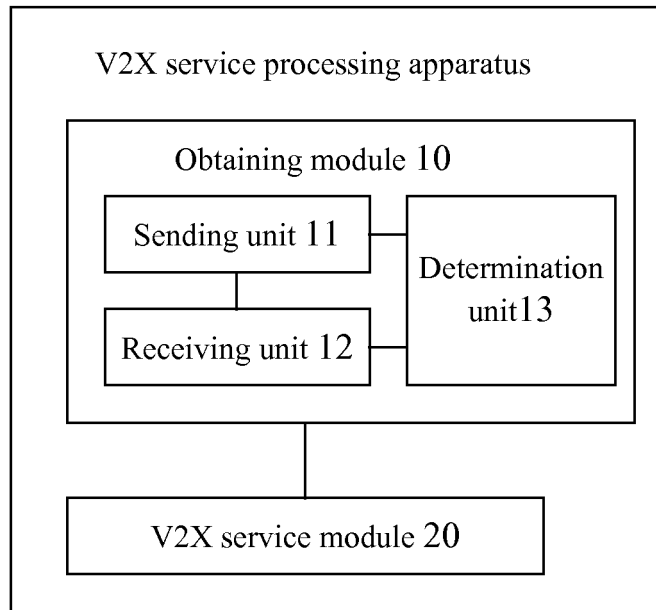 V2X service processing apparatus
Obtaining module 10
Sending unit 11
Determination
unit13
Receiving unit 12
V2X service module 20